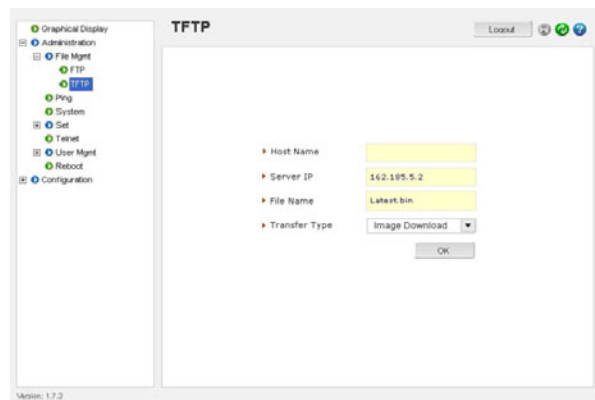 TFTP
Logout
Graphical Display
Administration
File Mgmt
FTP
TFTP
Ping
System
Set
Telnet
User Mgmt
Reboot
Configuration
Host Name
Server IP 162.185.5.2
File Name Latest.bin
Transfer Type Image Download
OK
Version: 1.7.0